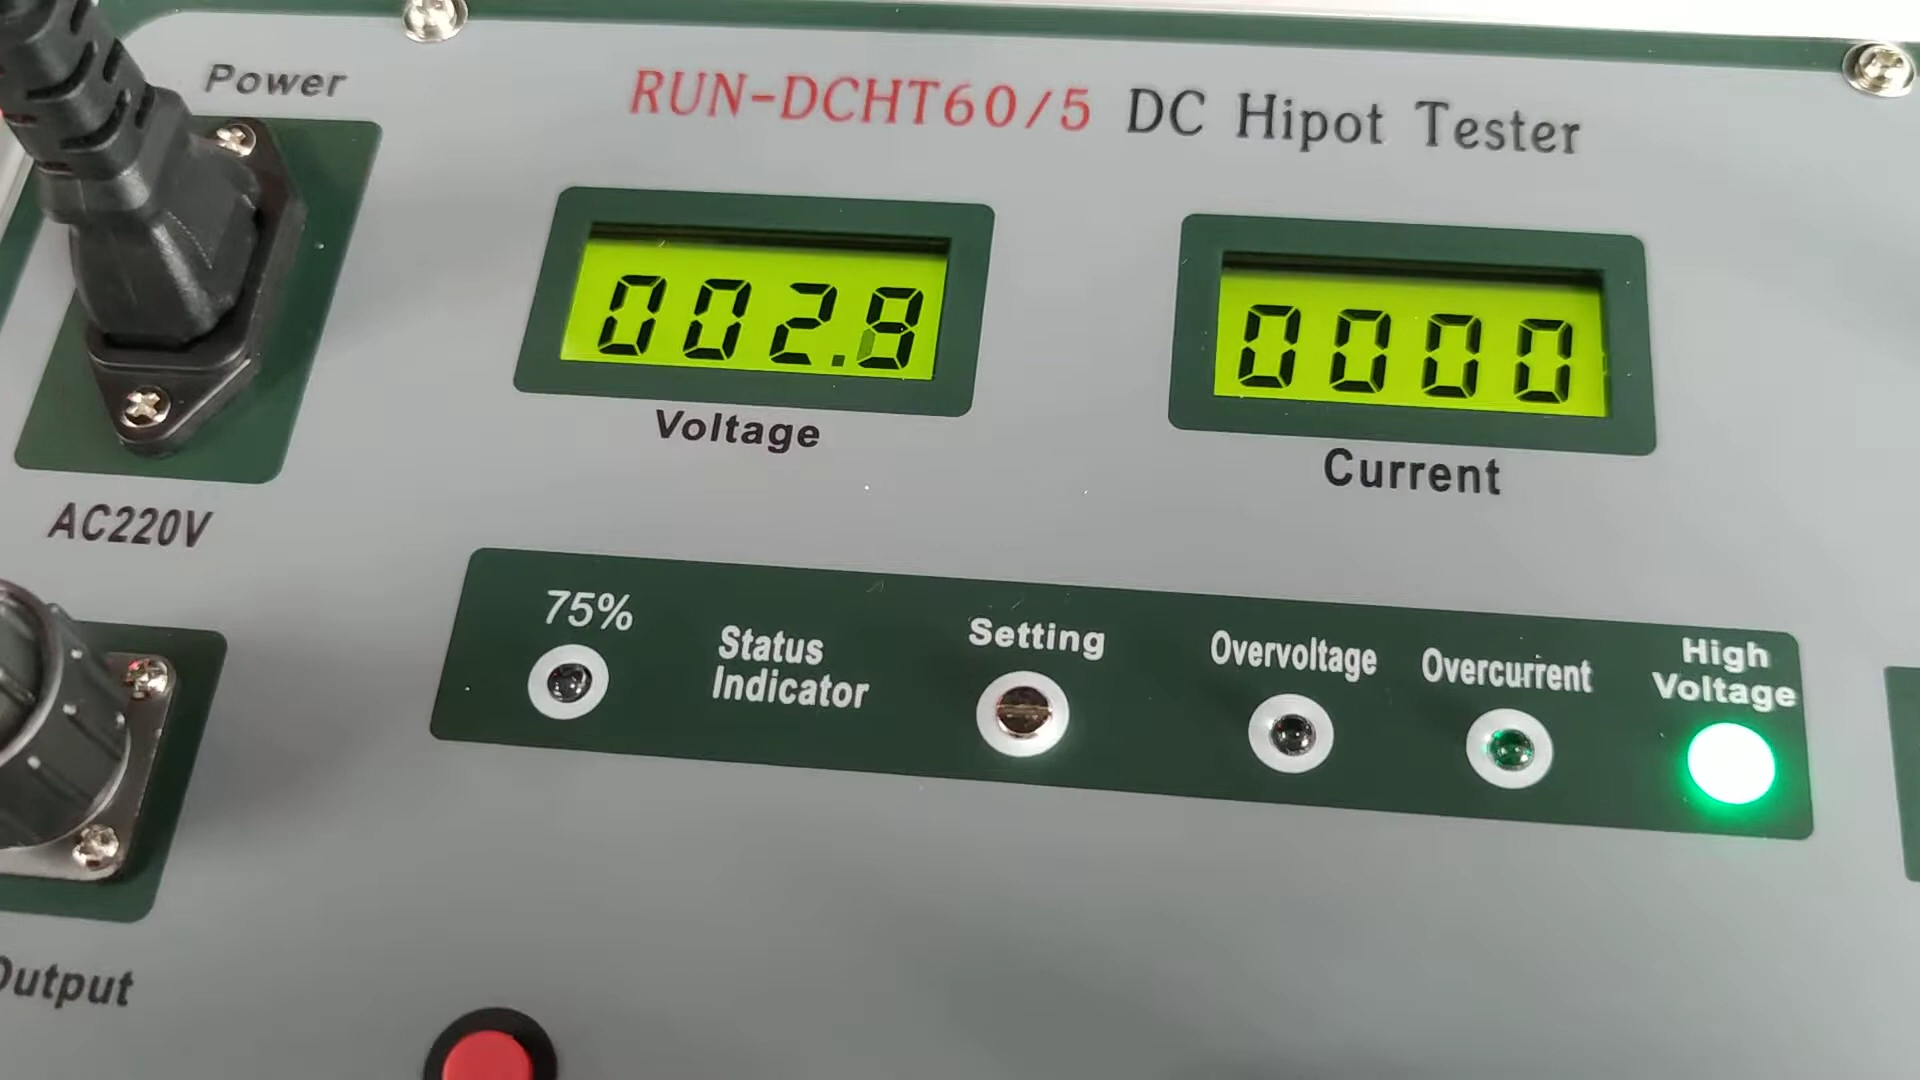 Power
RUN-DCHT60/5 DC Hipot Tester
0000
Voltage
Current
AC220V
75%
Status
Indicator
Setting
Overvoltage
Overcurrent
High
Voltage
Output